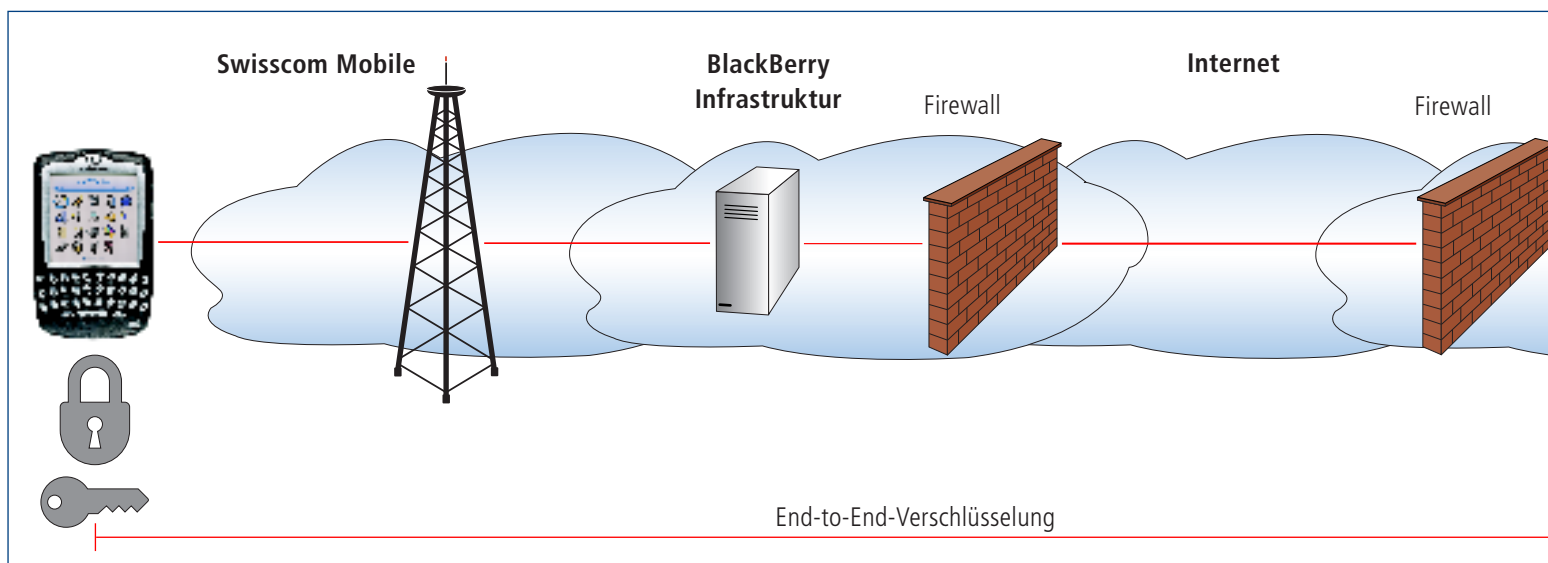 Swisscom Mobile
BlackBerry
Infrastruktur
Firewall
Internet
Firewall
End-to-End-Verschlüsselung